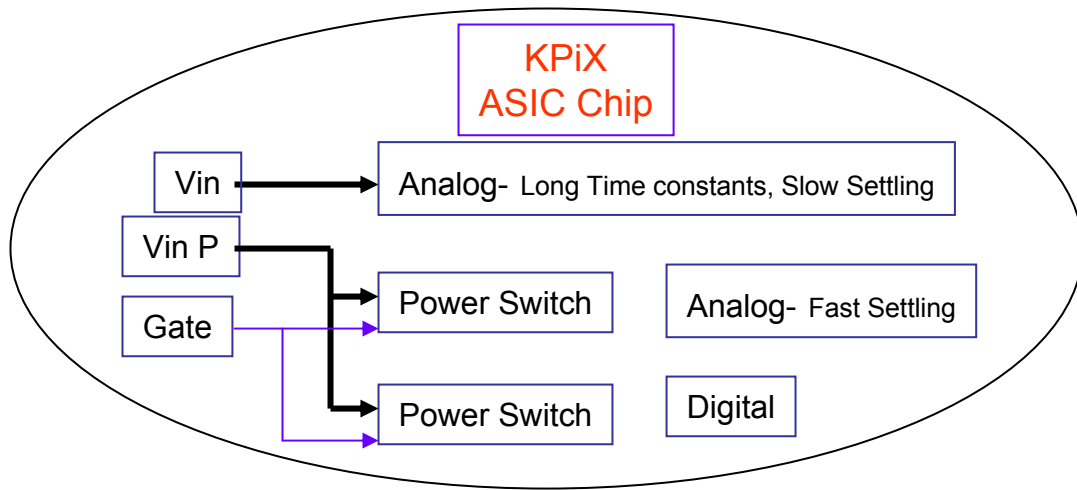 KPiX
ASIC Chip
Vin
Analog- Long Time constants, Slow Settling
Vin P
Power Switch
Analog- Fast Settling
Gate
Power Switch
Digital